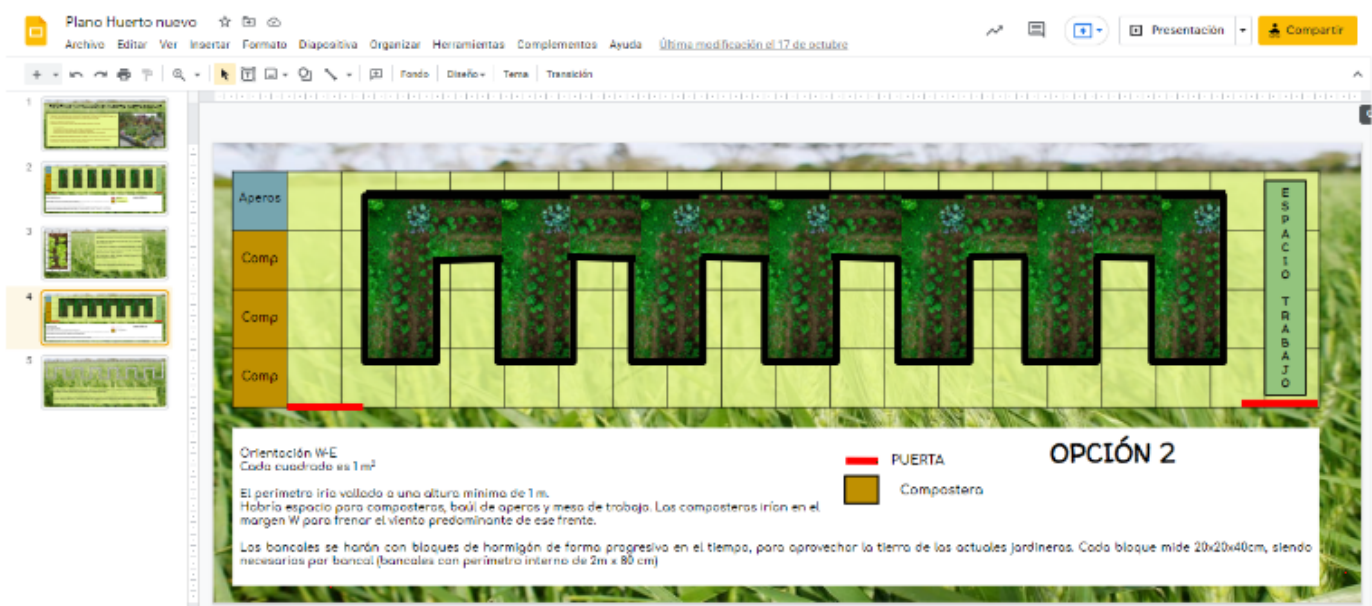 Plano Huerto nuevo
Archivo Editar Ver Insertar Formato Diapositiva Organizar Herramientas Complementos Ayuda Última modificación el 17 de octubre
Presentación
Compartir
Fondo Diseño Tema Transición
1
2
3
4
5
Aperos
Comp
Comp
Comp
ESPACIO TRABAJO
Orientación W-E
Cada cuadrado es 1 m²
PUERTA
OPCIÓN 2
Compostera
El perímetro iría vallado a una altura mínima de 1 m.
Habría espacio para composteras, baúl de aperos y mesa de trabajo. Las composteras irían en el
margen W para frenar el viento predominante de ese frente.
Los bancales se harán con bloques de hormigón de forma progresiva en el tiempo, para aprovechar la tierra de las actuales jardineras. Cada bloque mide 20x20x40cm, siendo
necesarios por bancal (bancales con perímetro interno de 2m x 80 cm)